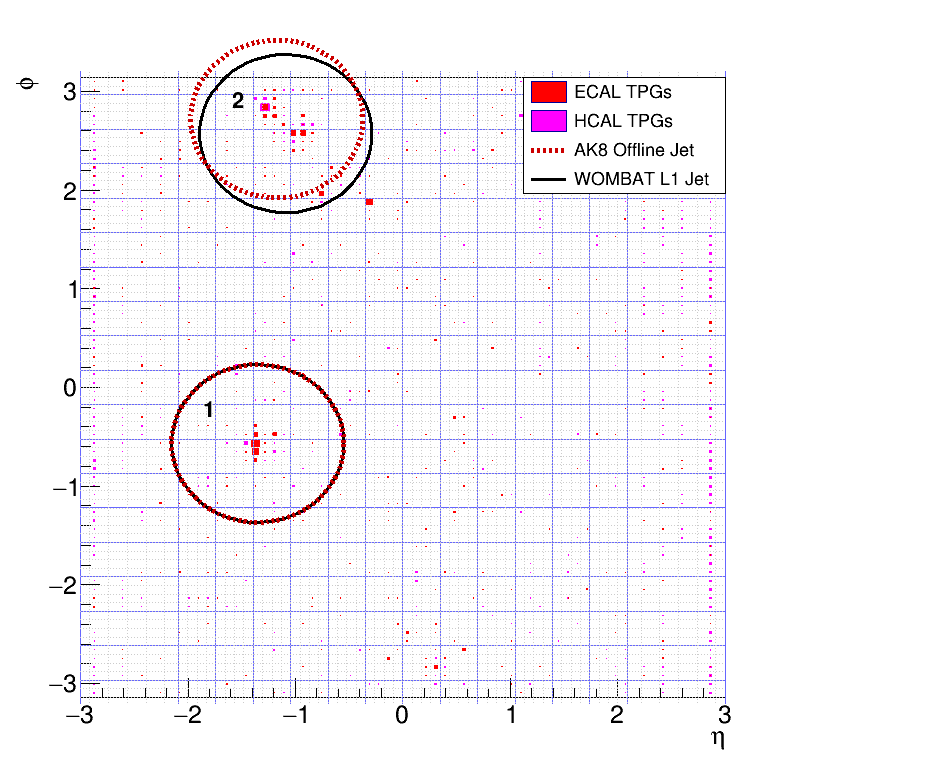 ϕ
3
2
1
0
−1
−2
−3
2
1
ECAL TPGs
HCAL TPGs
AK8 Offline Jet
WOMBAT L1 Jet
−3 −2 −1 0 1 2 3
η